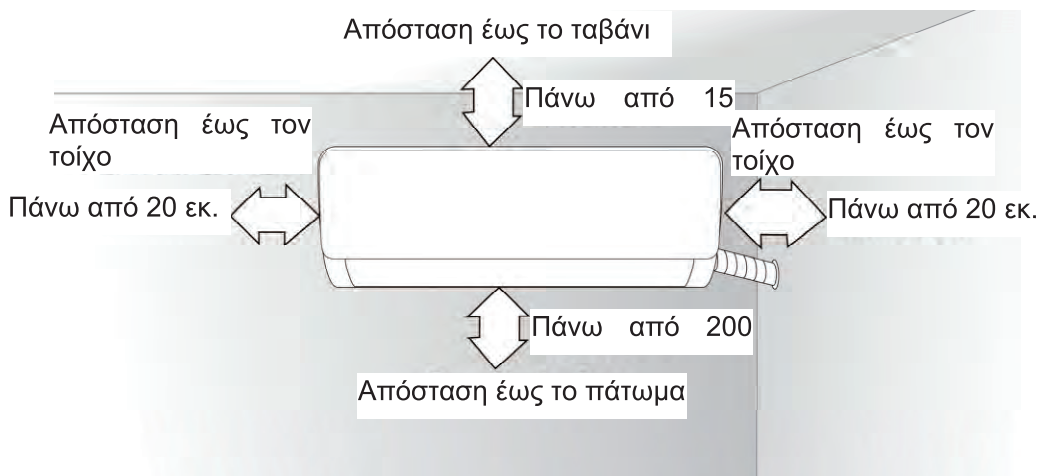 Απόσταση έως το ταβάνι
Πάνω από 15
Απόσταση έως τον
τοίχο
Πάνω από 20 εκ.
Απόσταση έως τον
τοίχο
Πάνω από 20 εκ.
Πάνω από 200
Απόσταση έως το πάτωμα